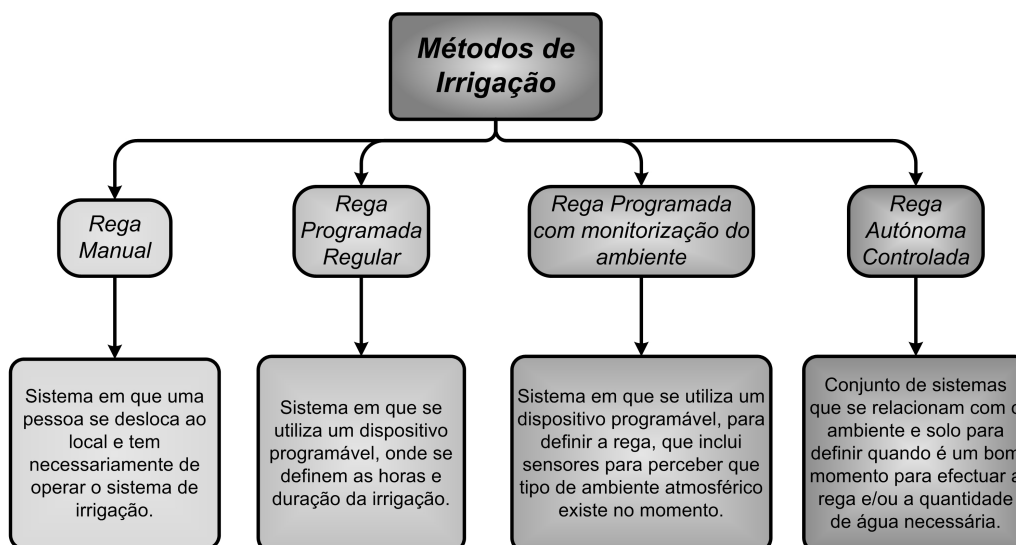 Métodos de
Irrigação
Rega
Manual
Rega
Programada
Regular
Rega Programada
com monitorização do
ambiente
Rega
Autónoma
Controlada
Sistema em que uma
pessoa se desloca ao
local e tem
necessariamente de
operar o sistema de
irrigação.
Sistema em que se
utiliza um dispositivo
programável, onde se
definem as horas e
duração da irrigação.
Sistema em que se utiliza um
dispositivo programável, para
definir a rega, que inclui
sensores para perceber que
tipo de ambiente atmosférico
existe no momento.
Conjunto de sistemas
que se relacionam com o
ambiente e solo para
definir quando é um bom
momento para efectuar a
rega e/ou a quantidade
de água necessária.